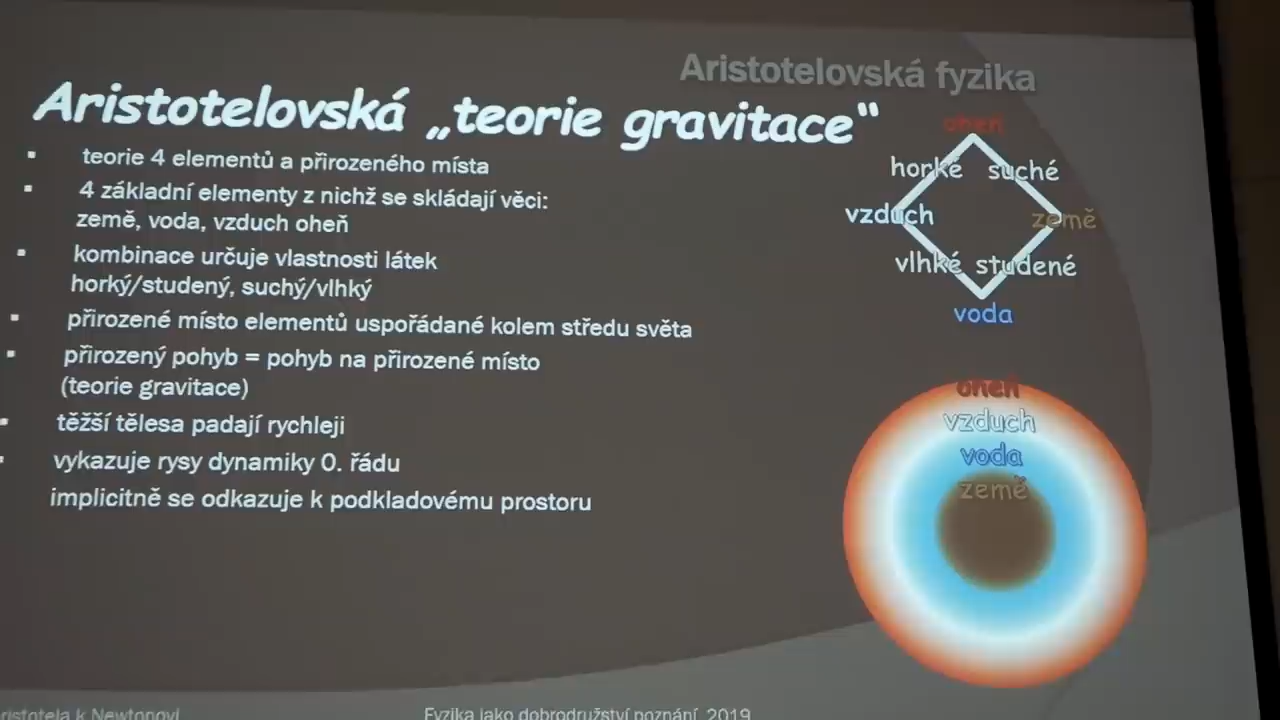 Aristotelovská fyzika
Aristotelovská „teorie gravitace“
▪ teorie 4 elementů a přirozeného místa
▪ 4 základní elementy z nichž se skládají věci:
země, voda, vzduch oheň
▪ kombinace určuje vlastnosti látek
horký/studený, suchý/vlhký
▪ přirozené místo elementů uspořádané kolem středu světa
▪ přirozený pohyb = pohyb na přirozené místo
(teorie gravitace)
▪ těžší tělesa padají rychleji
▪ vykazuje rysy dynamiky 0. řádu
implicitně se odkazuje k podkladovému prostoru
oheň
horké suché
vzduch země
vlhké studené
voda
oheň
vzduch
voda
země
k Newtonovi
Fyzika jako dobrodružství poznání, 2019